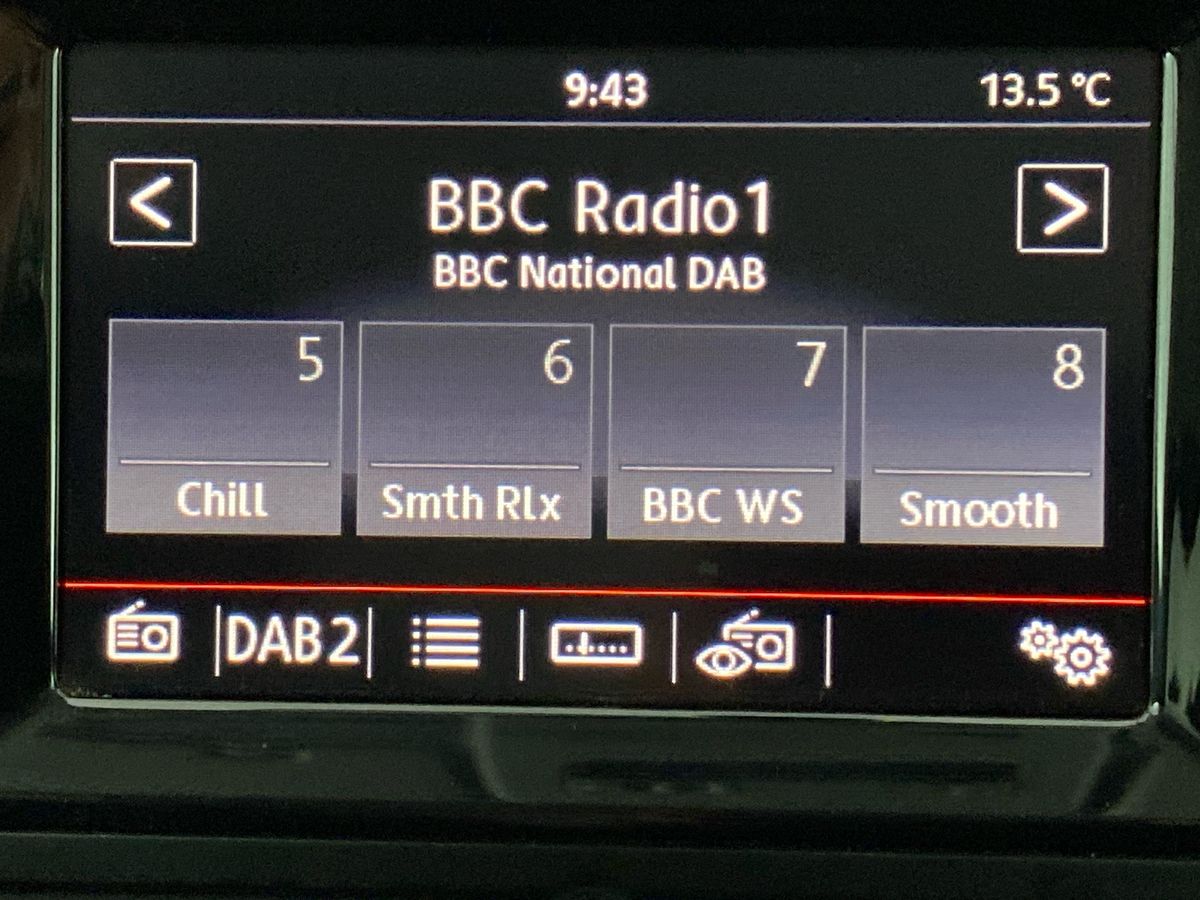 9:43 13.5 °C
< BBC Radio1 >
BBC National DAB
5 6 7 8
Chill Smth Rlx BBC WS Smooth
DAB2